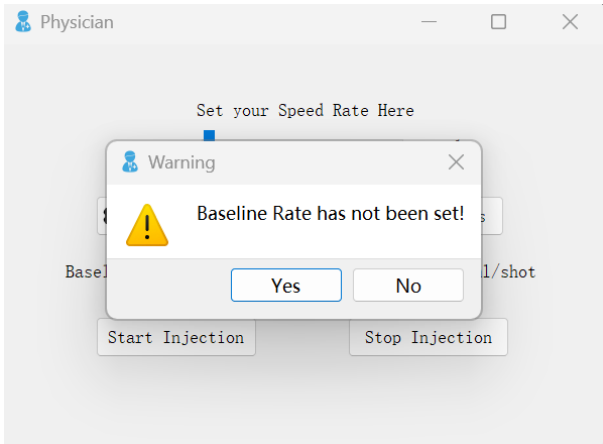 Physician
Set your Speed Rate Here
Warning
Baseline Rate has not been set!
Yes
No
Start Injection
Stop Injection